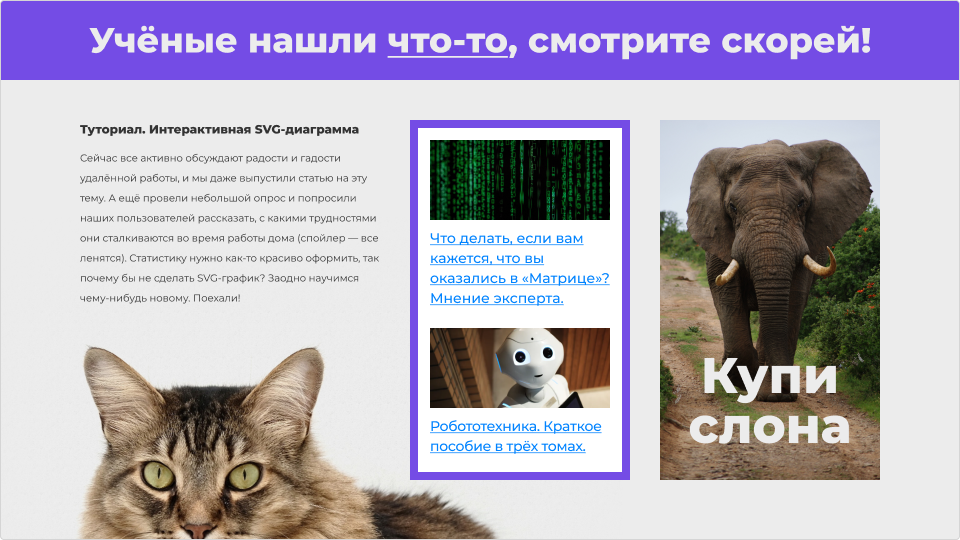 Учёные нашли что-то, смотрите скорей!
Туториал. Интерактивная SVG-диаграмма
Сейчас все активно обсуждают радости и гадости
удалённой работы, и мы даже выпустили статью на эту
тему. А ещё провели небольшой опрос и попросили
наших пользователей рассказать, с какими трудностями
они сталкиваются во время работы дома (спойлер — все
ленятся). Статистику нужно как-то красиво оформить, так
почему бы не сделать SVG-график? Заодно научимся
чему-нибудь новому. Поехали!
Что делать, если вам
кажется, что вы
оказались в «Матрице»?
Мнение эксперта.
Робототехника. Краткое
пособие в трёх томах.
Купи
слона